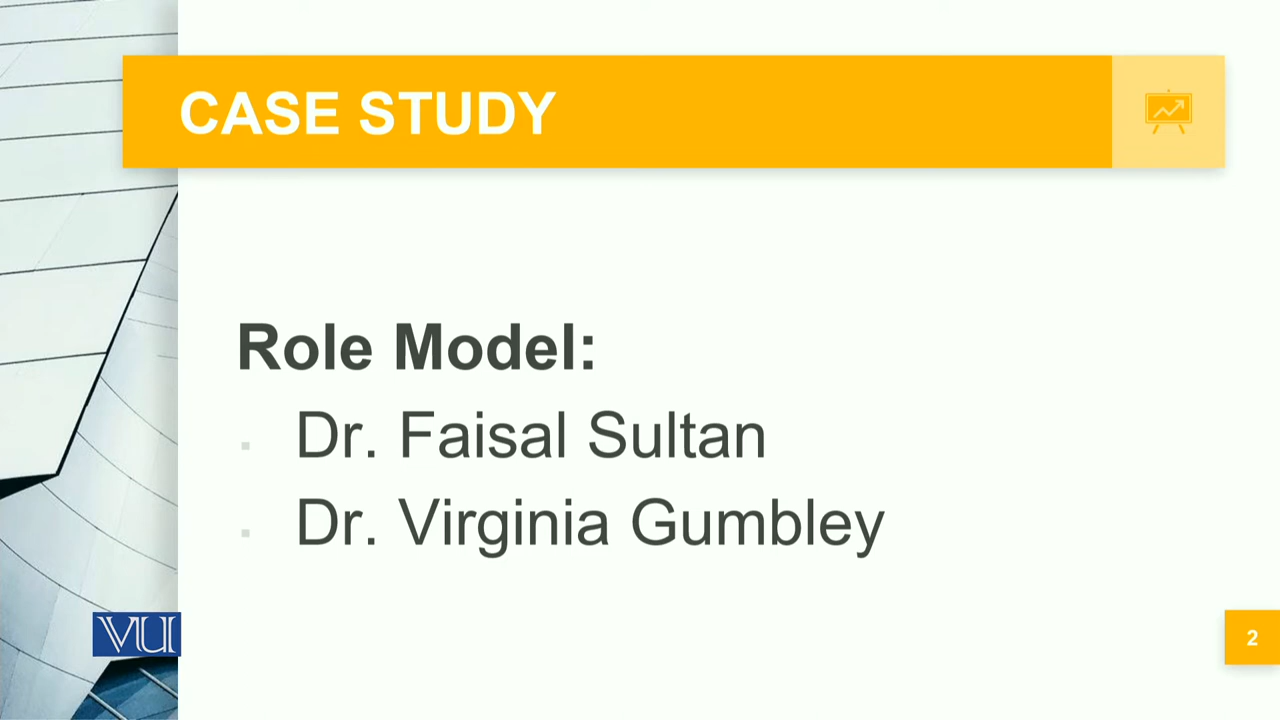 CASE STUDY
Role Model:
Dr. Faisal Sultan
Dr. Virginia Gumbley
VU
2